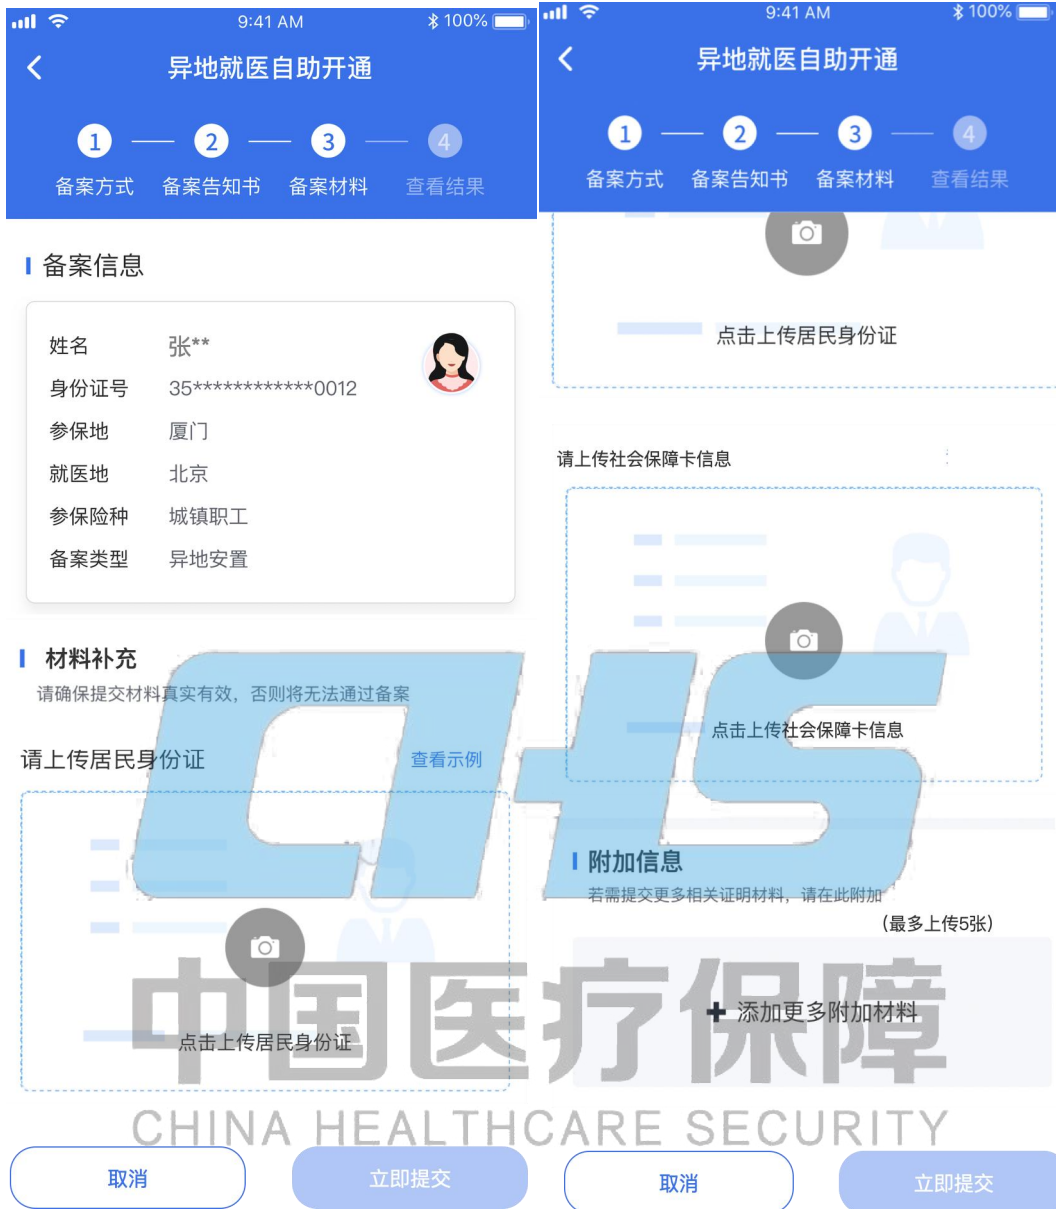 9:41 AM
100%
异地就医自助开通
1
2
3
4
备案方式
备案告知书
备案材料
查看结果
备案信息
姓名 张**
身份证号 35*************0012
参保地 厦门
就医地 北京
参保险种 城镇职工
备案类型 异地安置
材料补充
请确保提交材料真实有效，否则将无法通过备案
请上传居民身份证 查看示例
点击上传居民身份证
取消
立即提交
9:41 AM
100%
异地就医自助开通
1
2
3
4
备案方式
备案告知书
备案材料
查看结果
点击上传居民身份证
请上传社会保障卡信息
点击上传社会保障卡信息
附加信息
若需提交更多相关证明材料，请在此附加
（最多上传5张）
+ 添加更多附加材料
取消
立即提交
CHS
中国医疗保障
CHINA HEALTHCARE SECURITY